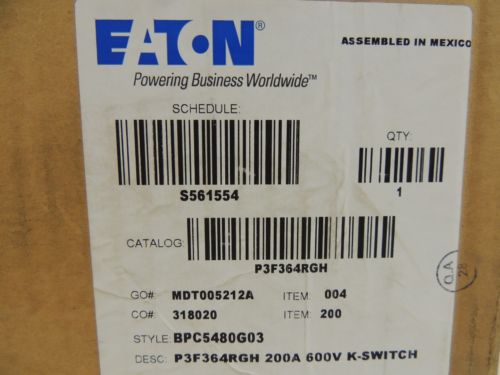 EATON®
Powering Business Worldwide™
ASSEMBLED IN MEXICO
SCHEDULE:
S561554
QTY:
1
CATALOG:
P3F364RGH
GO#: MDT005212A ITEM: 004
CO#: 318020 ITEM: 200
STYLE: BPC5480G03
DESC: P3F364RGH 200A 600V K-SWITCH
Q.A
28